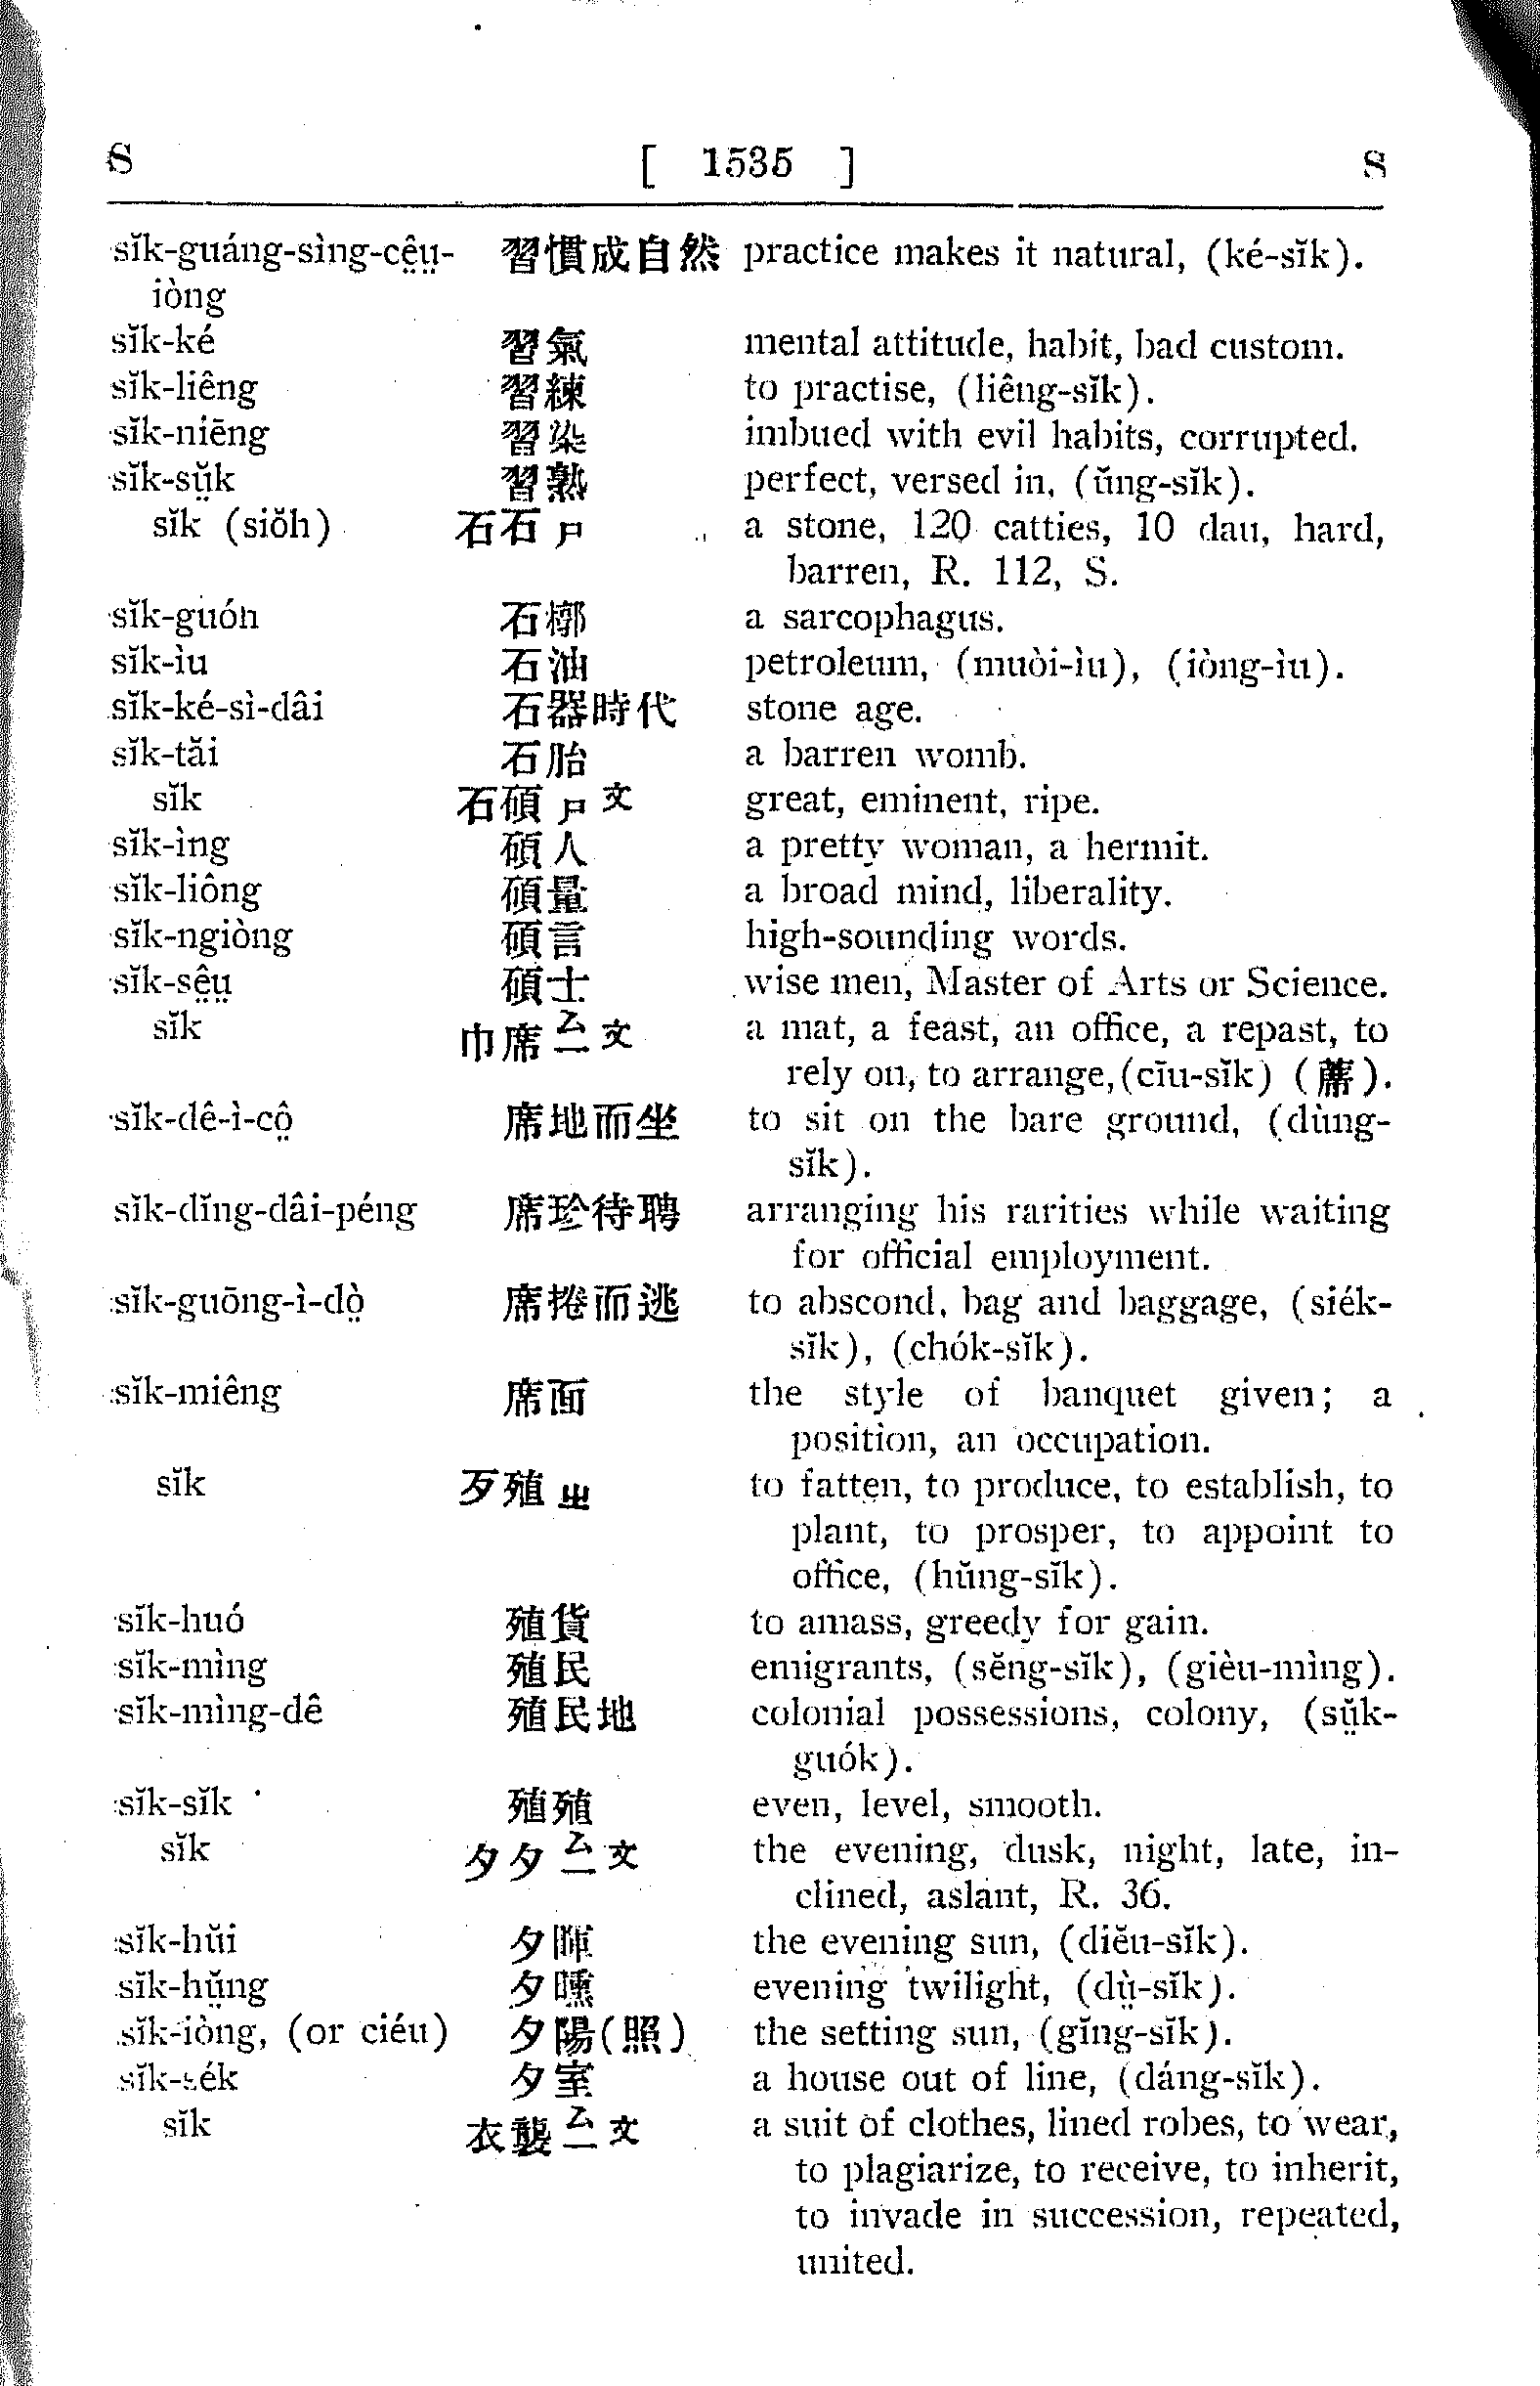 S [ 1535 ] S
sĭk-guáng-sìng-cê̤ṳ- 習慣成自然 practice makes it natural, (ké-sĭk).
iòng
sĭk-ké 習氣 mental attitude, habit, bad custom.
sĭk-liêng 習練 to practise, (liêng-sĭk).
sĭk-niēng 習染 imbued with evil habits, corrupted.
sĭk-sṳ̆k 習熟 perfect, versed in, (ŭng-sĭk).
sĭk (siŏh) 石石ㄕ a stone, 120 catties, 10 dau, hard,
barren, R. 112, S.
sĭk-guóh 石槨 a sarcophagus.
sĭk-ìu 石油 petroleum, (muòi-ìu), (iòng-ìu).
sĭk-ké-sì-dâi 石器時代 stone age.
sĭk-tăi 石胎 a barren womb.
sĭk 石碩ㄕ文 great, eminent, ripe.
sĭk-ìng 碩人 a pretty woman, a hermit.
sĭk-liông 碩量 a broad mind, liberality.
sĭk-ngiòng 碩言 high-sounding words.
sĭk-sê̤ṳ 碩士 wise men, Master of Arts or Science.
sĭk 巾席ㄙㄧ文 a mat, a feast, an office, a repast, to
rely on, to arrange,(cīu-sĭk) (蓆).
sĭk-dê-ì-cô̤ 席地而坐 to sit on the bare ground, (dùng-
sĭk).
sĭk-dĭng-dâi-péng 席珍待聘 arranging his rarities while waiting
for official employment.
sĭk-guōng-ì-dò̤ 席捲而逃 to abscond, bag and baggage, (siék-
sĭk), (chók-sĭk).
sĭk-miêng 席面 the style of banquet given; a
position, an occupation.
sĭk 歹殖ㄓ to fatten, to produce, to establish, to
plant, to prosper, to appoint to
office, (hŭng-sĭk).
sĭk-huó 殖貨 to amass, greedy for gain.
sĭk-mìng 殖民 emigrants, (sĕng-sĭk), (gièu-mìng).
sĭk-mìng-dê 殖民地 colonial possessions, colony, (sṳ̆k-
guók).
sĭk-sĭk 殖殖 even, level, smooth.
sĭk 夕夕ㄙㄧ文 the evening, dusk, night, late, in-
clined, aslant, R. 36.
sĭk-hŭi 夕暉 the evening sun, (diĕu-sĭk).
sĭk-hṳ̆ng 夕曛 evening twilight, (dṳ̀-sĭk).
sĭk-iòng, (or ciéu) 夕陽(照) the setting sun, (gĭng-sĭk).
sĭk-sék 夕室 a house out of line, (dáng-sĭk).
sĭk 衣襲ㄙㄧ文 a suit of clothes, lined robes, to wear,
to plagiarize, to receive, to inherit,
to invade in succession, repeated,
united.